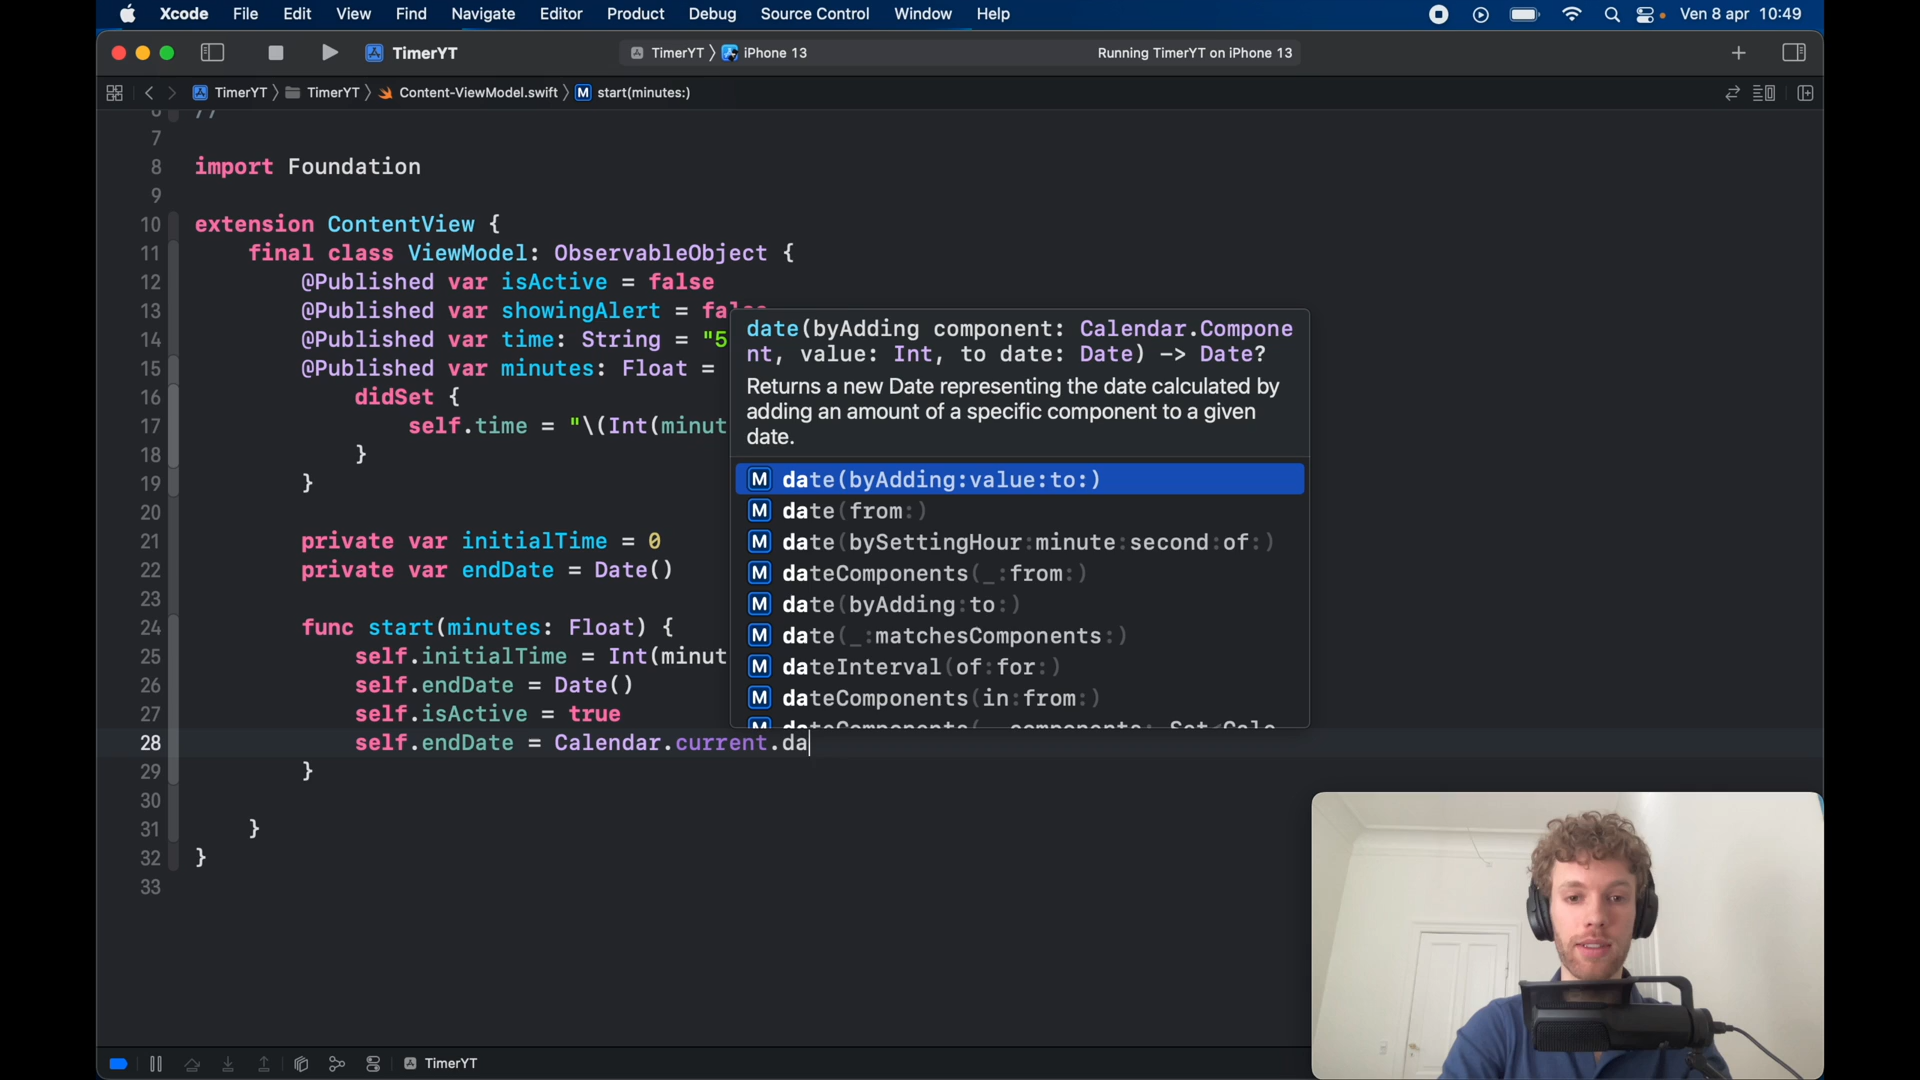 Xcode File Edit View Find Navigate Editor Product Debug Source Control Window Help Ven 8 apr 10:49
TimerYT TimerYT 〉 iPhone 13 Running TimerYT on iPhone 13
TimerYT 〉 TimerYT 〉 Content-ViewModel.swift 〉 M start(minutes:)
6 //
7
8 import Foundation
9
10 extension ContentView {
11 final class ViewModel: ObservableObject {
12 @Published var isActive = false
13 @Published var showingAlert =
14 @Published var time: String = "5
15 @Published var minutes: Float =
16 didSet {
17 self.time = "\(Int(minut
18 }
19 }
20
21 private var initialTime = 0
22 private var endDate = Date()
23
24 func start(minutes: Float) {
25 self.initialTime = Int(minut
26 self.endDate = Date()
27 self.isActive = true
28 self.endDate = Calendar.current.da
29 }
30
31 }
32 }
33
date(byAdding component: Calendar.Compone
nt, value: Int, to date: Date) -> Date?
Returns a new Date representing the date calculated by
adding an amount of a specific component to a given
date.
M date(byAdding:value:to:)
M date(from:)
M date(bySettingHour:minute:second:of:)
M dateComponents(_:from:)
M date(byAdding:to:)
M date(_:matchesComponents:)
M dateInterval(of:for:)
M dateComponents(in:from:)
TimerYT